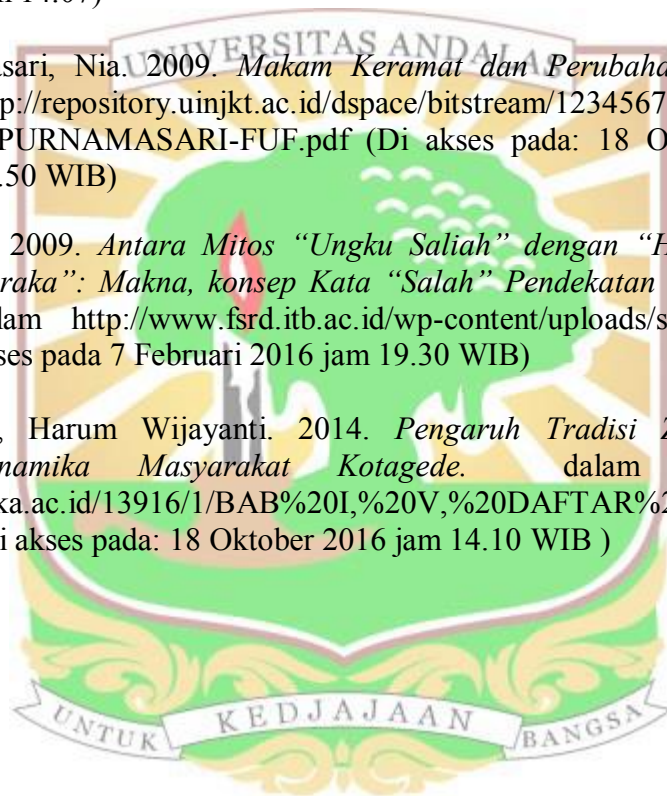 14.07)
UNIVERSITAS ANDALAS
asari, Nia. 2009. Makam Keramat dan Perubaha
p://repository.uinjkt.ac.id/dspace/bitstream/1234567
PURNAMASARI-FUF.pdf (Di akses pada: 18 O
.50 WIB)
2009. Antara Mitos “Ungku Saliah” dengan “H
raka”: Makna, konsep Kata “Salah” Pendekatan
lam http://www.fsrd.itb.ac.id/wp-content/uploads/s
ses pada 7 Februari 2016 jam 19.30 WIB)
, Harum Wijayanti. 2014. Pengaruh Tradisi Z
namika Masyarakat Kotagede. dalam
ka.ac.id/13916/1/BAB%20I,%20V,%20DAFTAR%2
i akses pada: 18 Oktober 2016 jam 14.10 WIB )
UNTUK KEDJAJAAN BANGSA